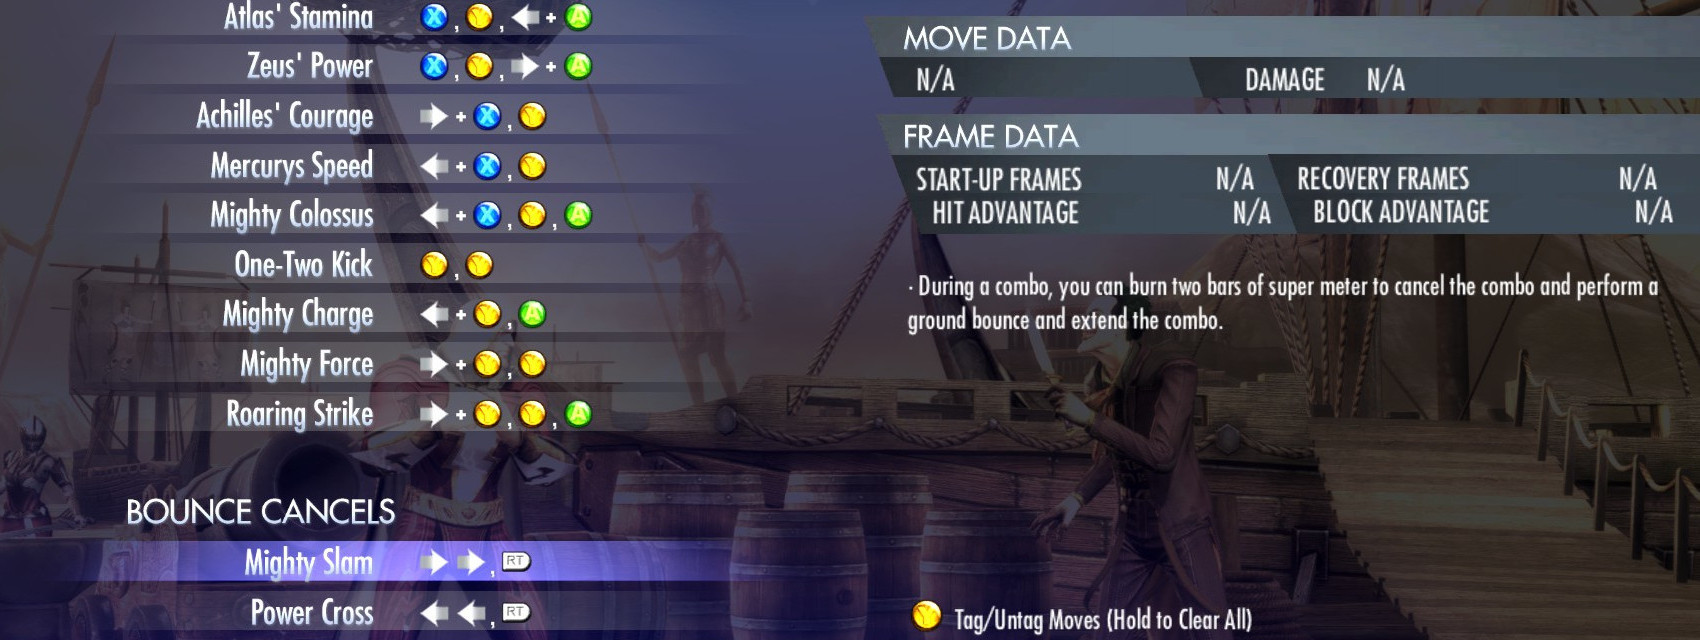 Atlas' Stamina X , Y , + A
Zeus' Power X , Y , + A
Achilles' Courage + X , Y
Mercurys Speed + X , Y
Mighty Colossus + X , Y , A
One-Two Kick Y , Y
Mighty Charge + Y , A
Mighty Force + Y , Y
Roaring Strike + Y , Y , A
BOUNCE CANCELS
Mighty Slam , RT
Power Cross , RT
MOVE DATA
N/A DAMAGE N/A
FRAME DATA
START-UP FRAMES N/A RECOVERY FRAMES N/A
HIT ADVANTAGE N/A BLOCK ADVANTAGE N/A
· During a combo, you can burn two bars of super meter to cancel the combo and perform a
ground bounce and extend the combo.
Y Tag/Untag Moves (Hold to Clear All)